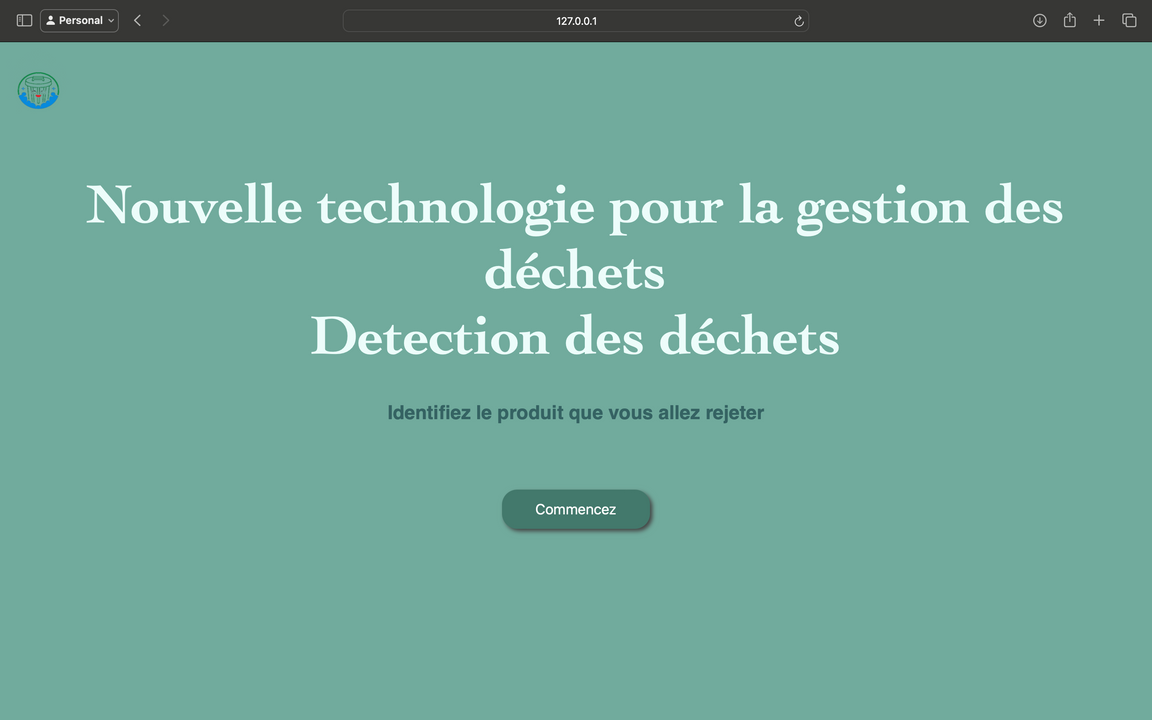 Personal
127.0.0.1
Nouvelle technologie pour la gestion des
déchets
Detection des déchets
Identifiez le produit que vous allez rejeter
Commencez